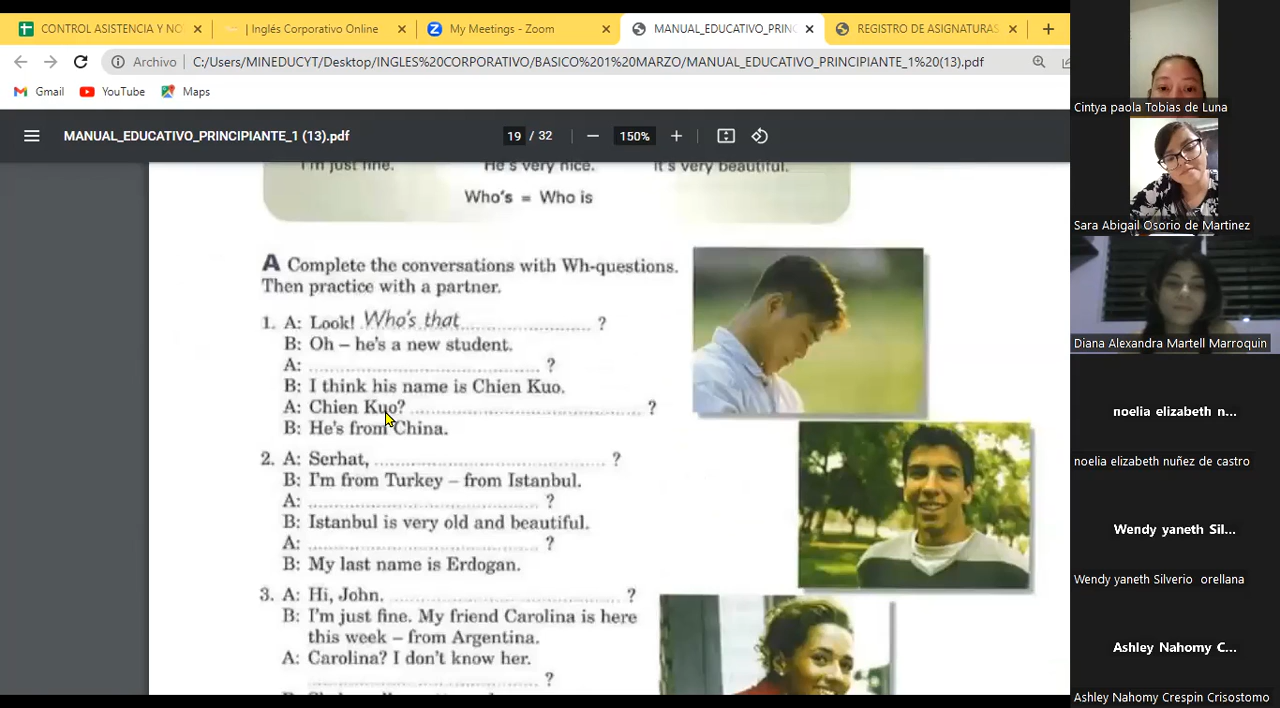 CONTROL ASISTENCIA Y NO
| Inglés Corporativo Online
My Meetings - Zoom
MANUAL_EDUCATIVO_PRINC
REGISTRO DE ASIGNATURAS
Archivo
C:/Users/MINEDUCYT/Desktop/INGLES%20CORPORATIVO/BASICO%201%20MARZO/MANUAL_EDUCATIVO_PRINCIPIANTE_1%20(13).pdf
Gmail
YouTube
Maps
MANUAL_EDUCATIVO_PRINCIPIANTE_1 (13).pdf
19 / 32
150%
I'm just fine. He's very nice. It's very beautiful.
Who's = Who is
A Complete the conversations with Wh-questions.
Then practice with a partner.
1. A: Look! Who's that ?
B: Oh – he's a new student.
A: ?
B: I think his name is Chien Kuo.
A: Chien Kuo? ?
B: He's from China.
2. A: Serhat, ?
B: I'm from Turkey – from Istanbul.
A: ?
B: Istanbul is very old and beautiful.
A: ?
B: My last name is Erdogan.
3. A: Hi, John. ?
B: I'm just fine. My friend Carolina is here
this week – from Argentina.
A: Carolina? I don't know her.
?
Cintya paola Tobias de Luna
Sara Abigail Osorio de Martinez
Diana Alexandra Martell Marroquin
noelia elizabeth n...
noelia elizabeth nuñez de castro
Wendy yaneth Sil...
Wendy yaneth Silverio orellana
Ashley Nahomy C...
Ashley Nahomy Crespin Crisostomo